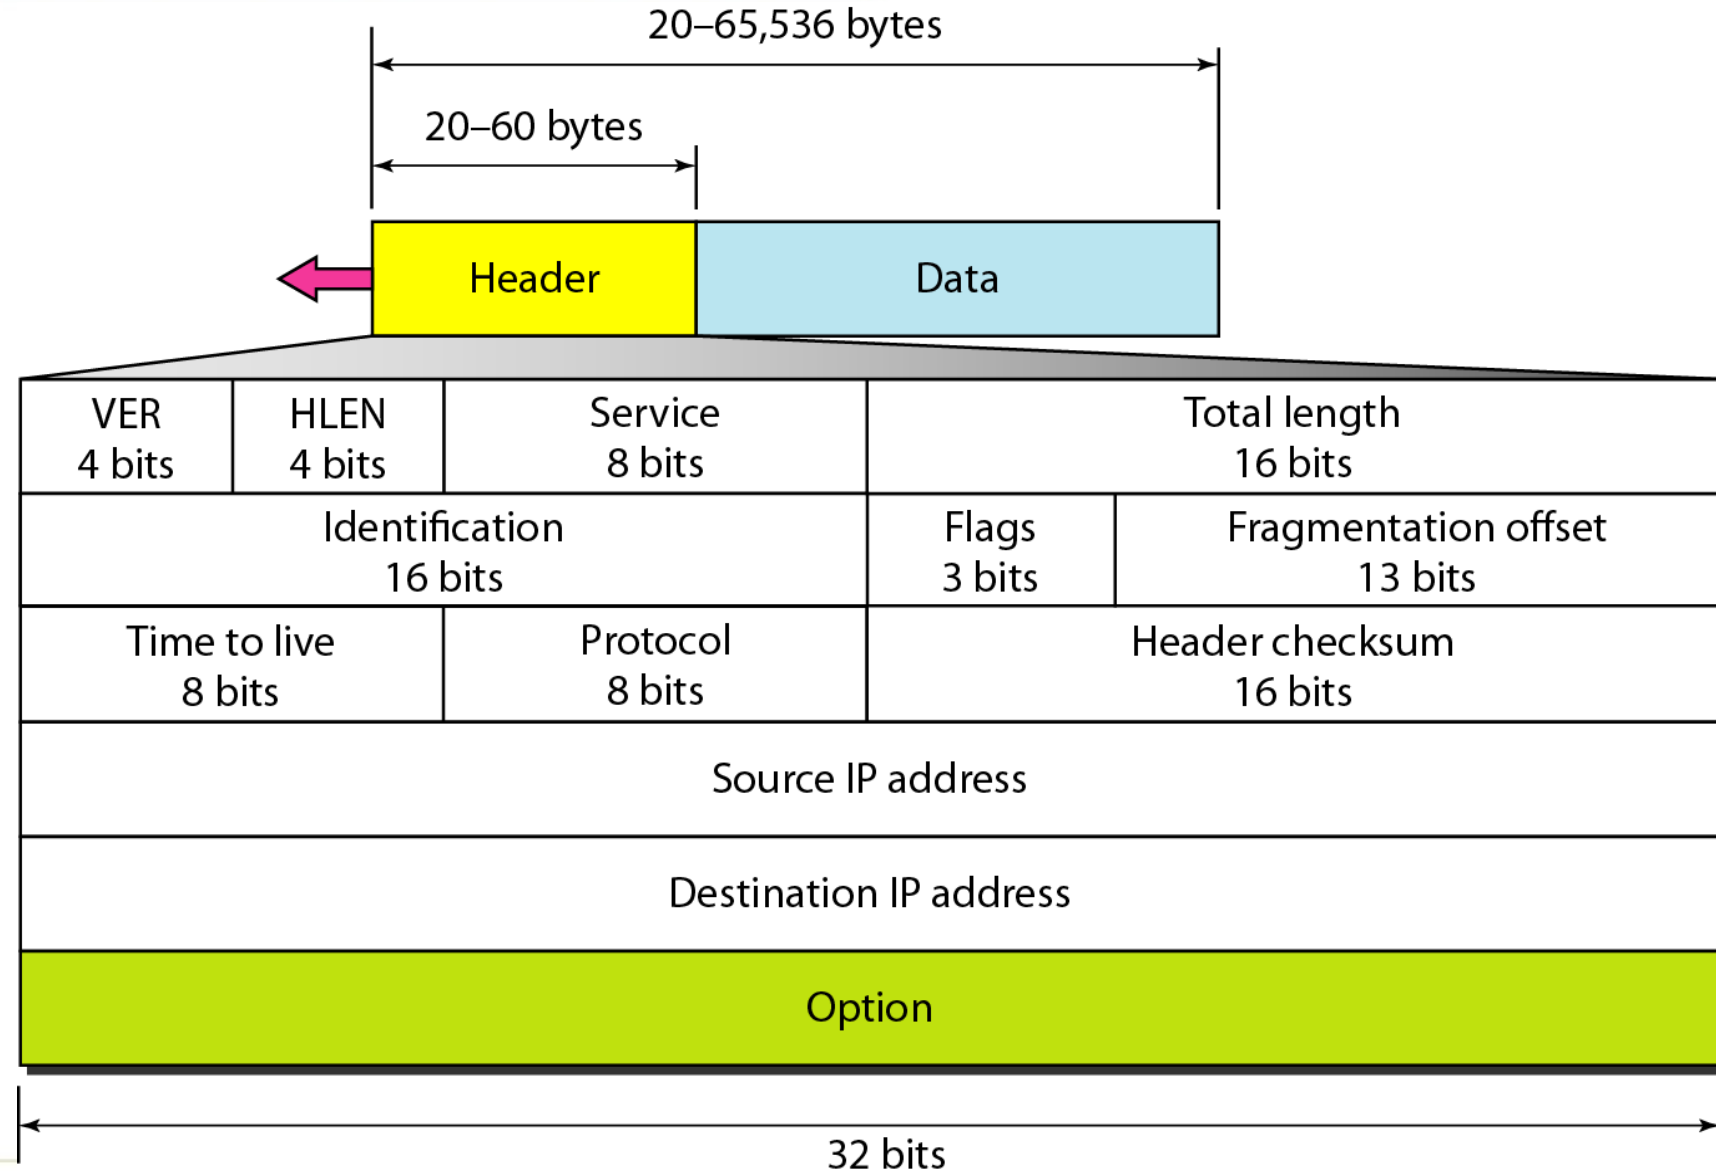 20–65,536 bytes
20–60 bytes
Header
Data
VER
4 bits
HLEN
4 bits
Service
8 bits
Total length
16 bits
Identification
16 bits
Flags
3 bits
Fragmentation offset
13 bits
Time to live
8 bits
Protocol
8 bits
Header checksum
16 bits
Source IP address
Destination IP address
Option
32 bits